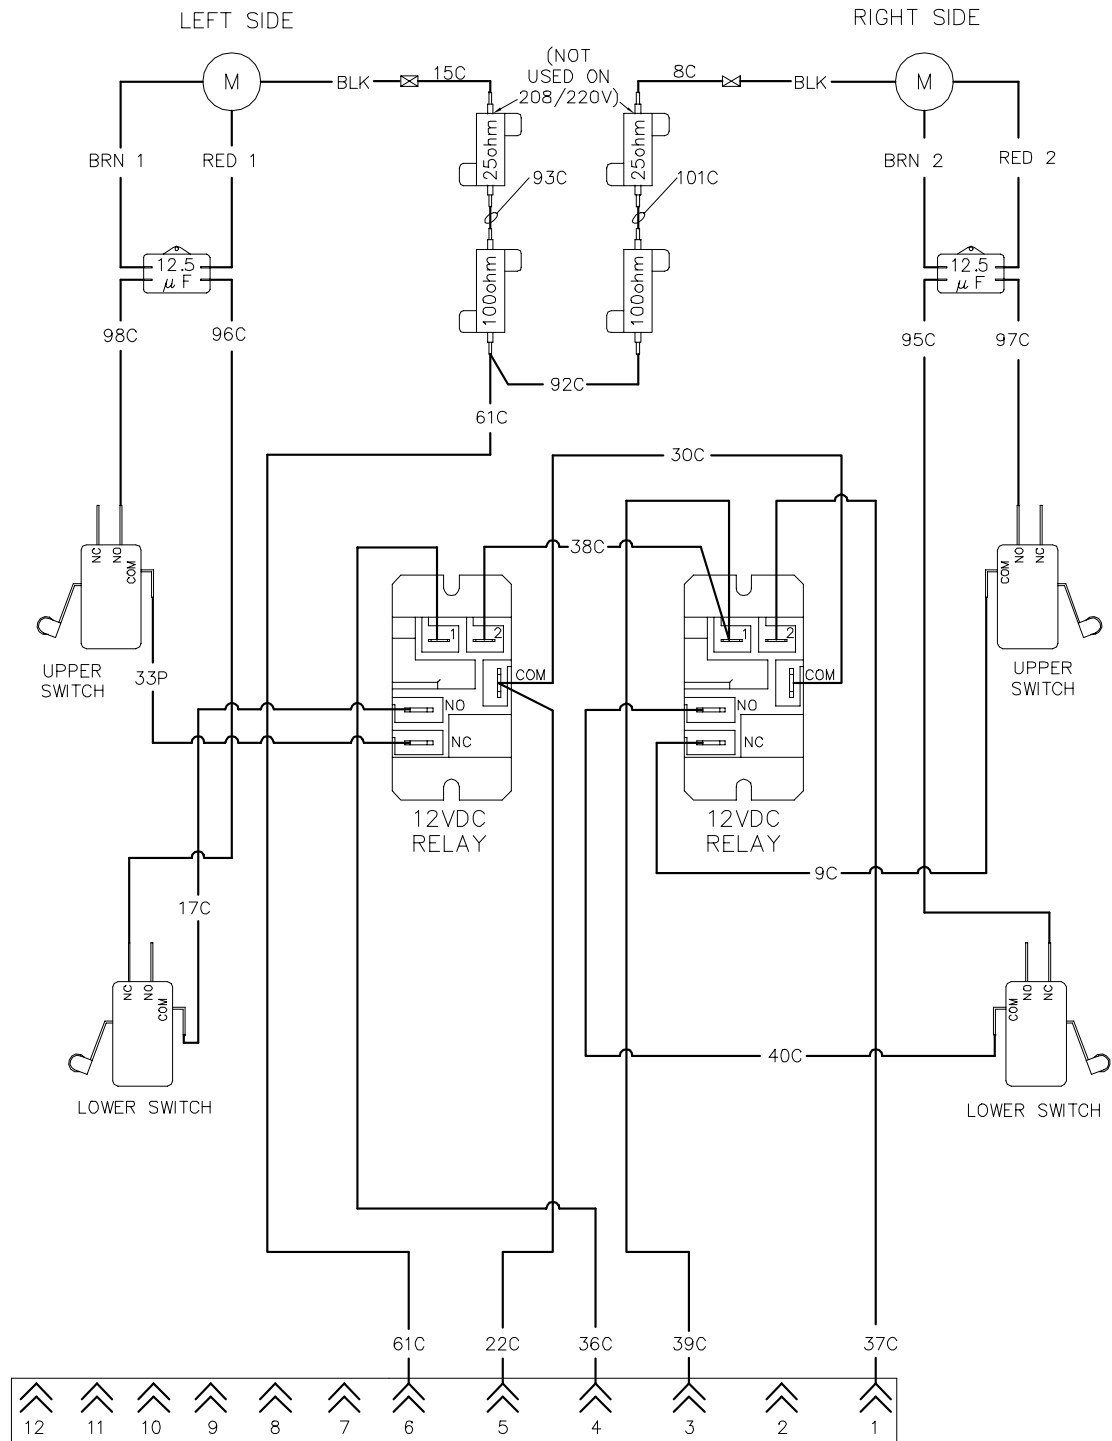 LEFT SIDE
RIGHT SIDE
(NOT
USED ON
208/220V)
M
BLK
15C
8C
BLK
M
BRN 1
RED 1
25ohm
25ohm
BRN 2
RED 2
93C
101C
12.5
µ F
100ohm
100ohm
12.5
µ F
98C
96C
95C
97C
92C
61C
30C
38C
NC
NO
COM
NO
NC
COM
1
2
1
2
UPPER
SWITCH
33P
COM
COM
UPPER
SWITCH
NO
NC
NO
NC
12VDC
RELAY
12VDC
RELAY
9C
17C
NC
NO
COM
COM
NO
NC
40C
LOWER SWITCH
LOWER SWITCH
61C
22C
36C
39C
37C
12
11
10
9
8
7
6
5
4
3
2
1